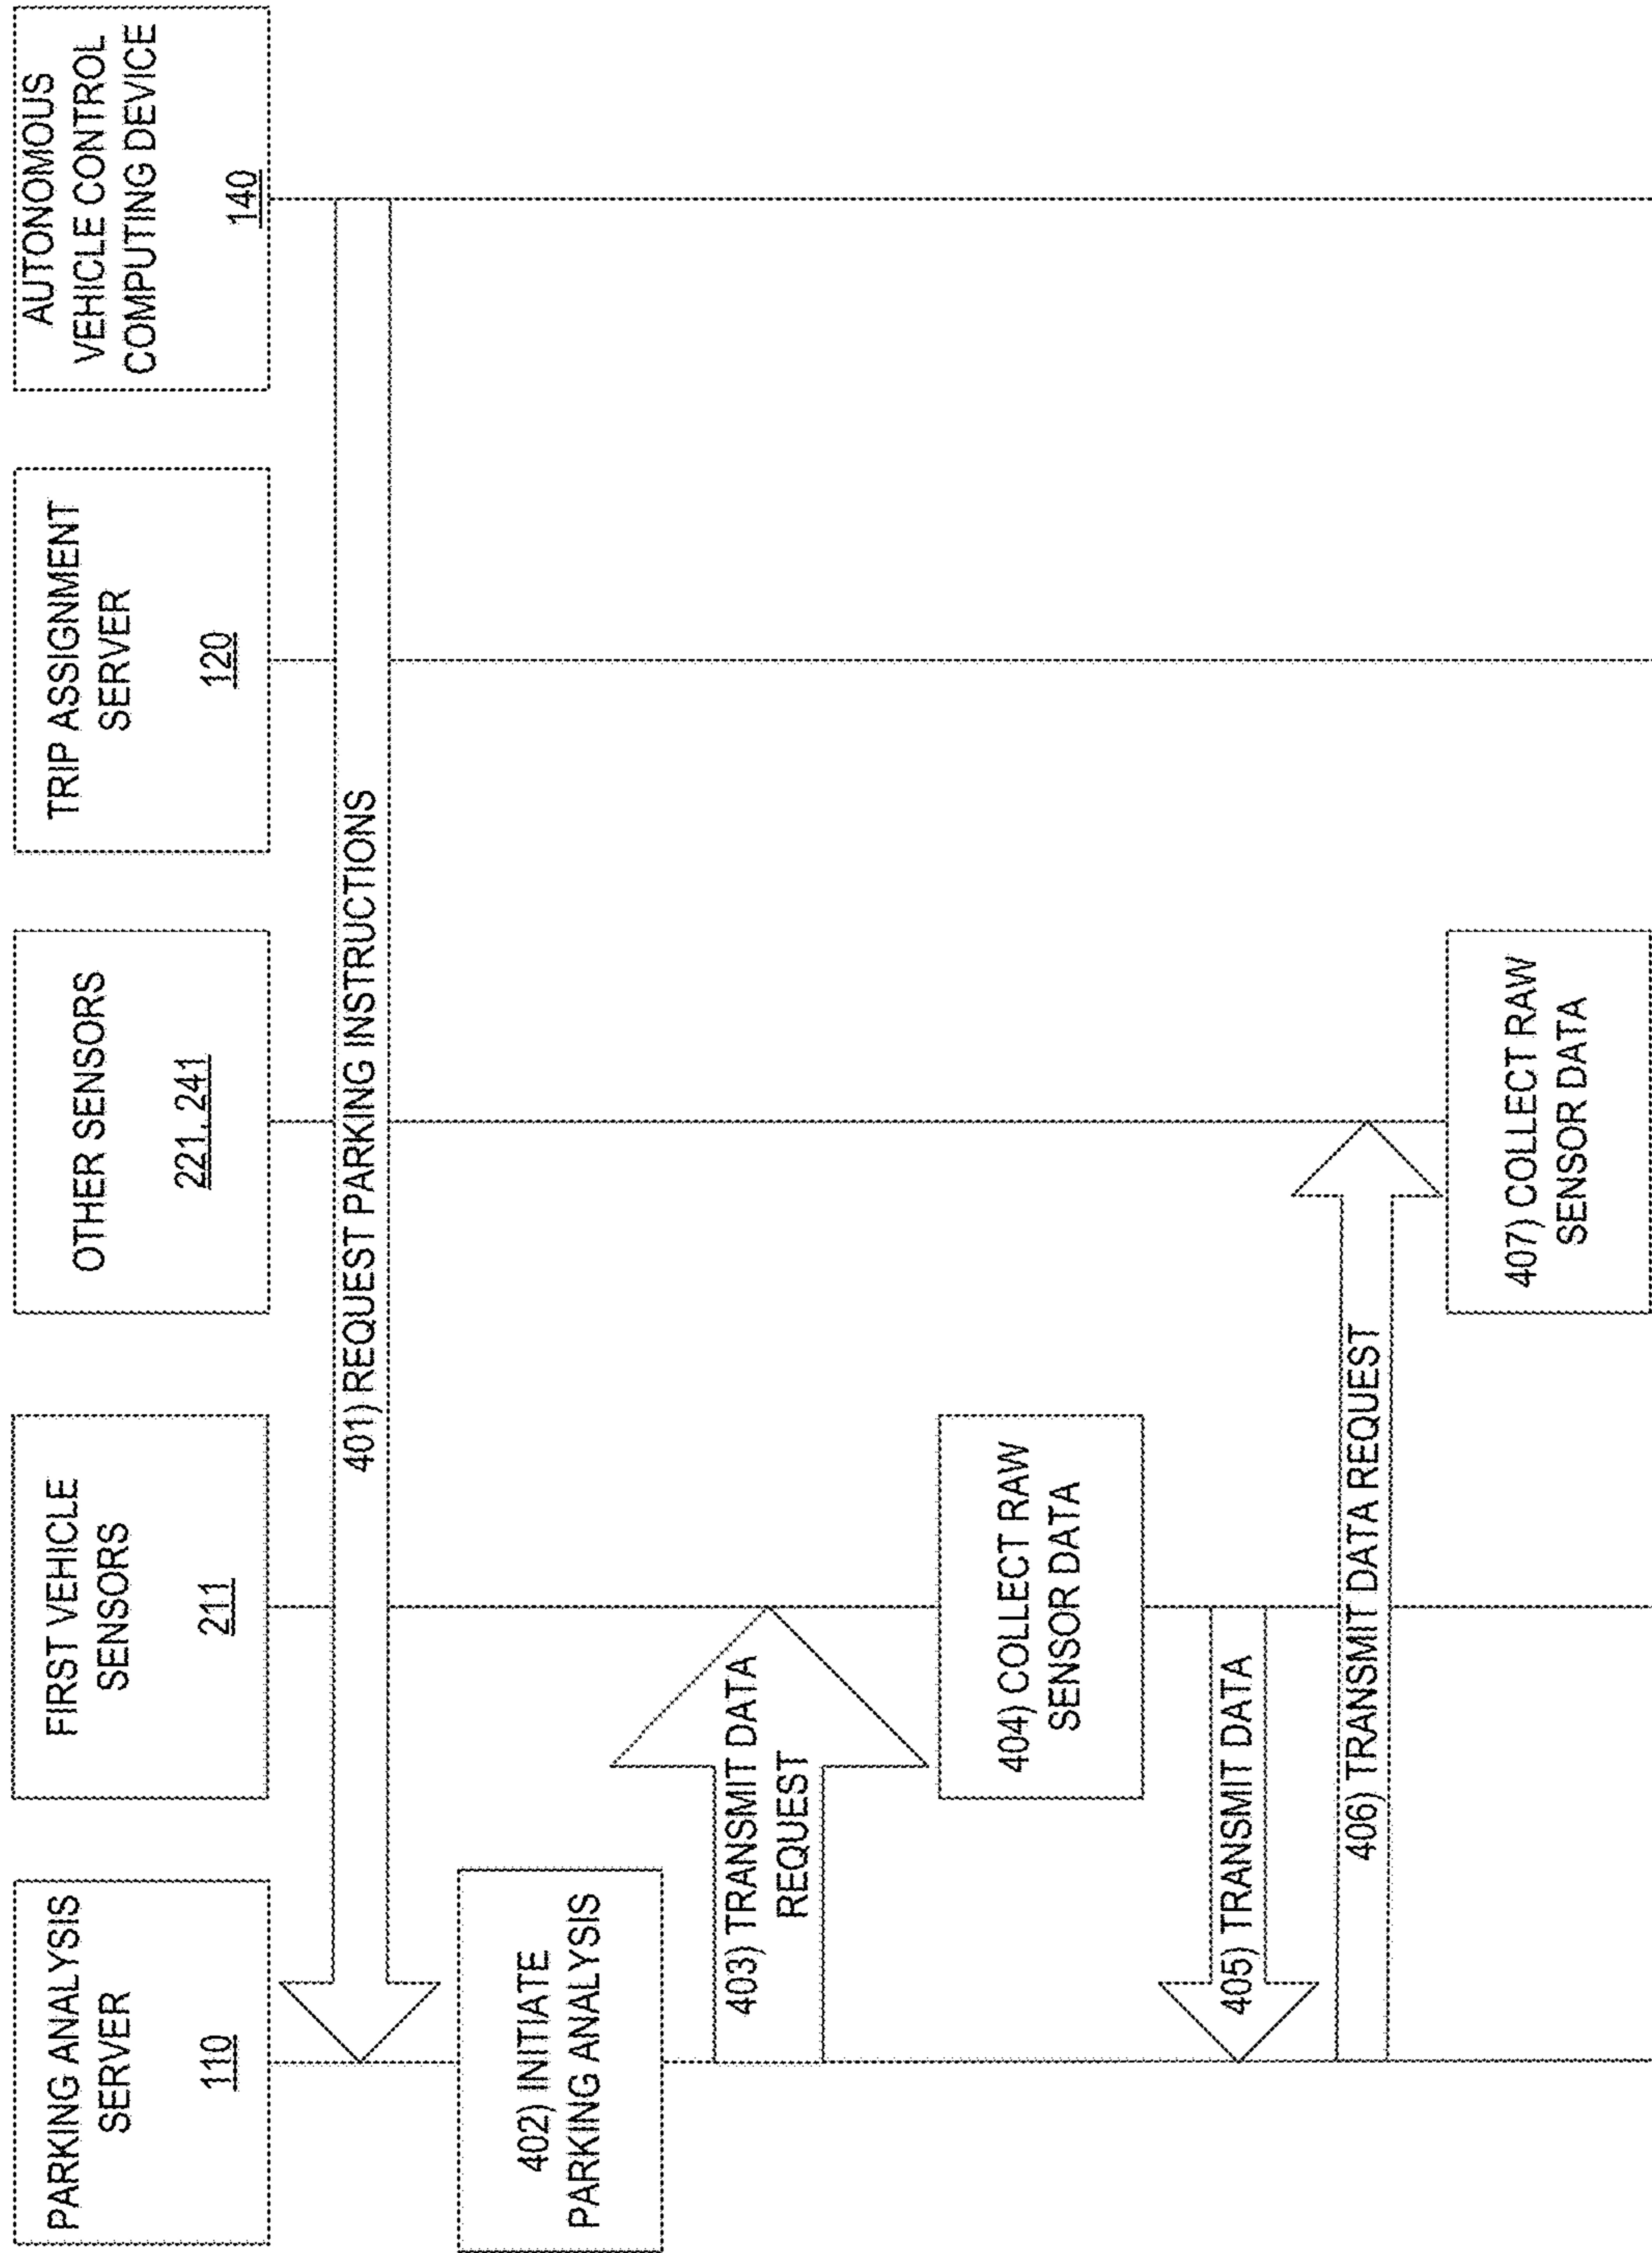 PARKING ANALYSIS
SERVER
110
FIRST VEHICLE
SENSORS
211
OTHER SENSORS
221, 241
TRIP ASSIGNMENT
SERVER
120
AUTONOMOUS
VEHICLE CONTROL
COMPUTING DEVICE
140
401) REQUEST PARKING INSTRUCTIONS
402) INITIATE
PARKING ANALYSIS
403) TRANSMIT DATA
REQUEST
404) COLLECT RAW
SENSOR DATA
405) TRANSMIT DATA
406) TRANSMIT DATA REQUEST
407) COLLECT RAW
SENSOR DATA